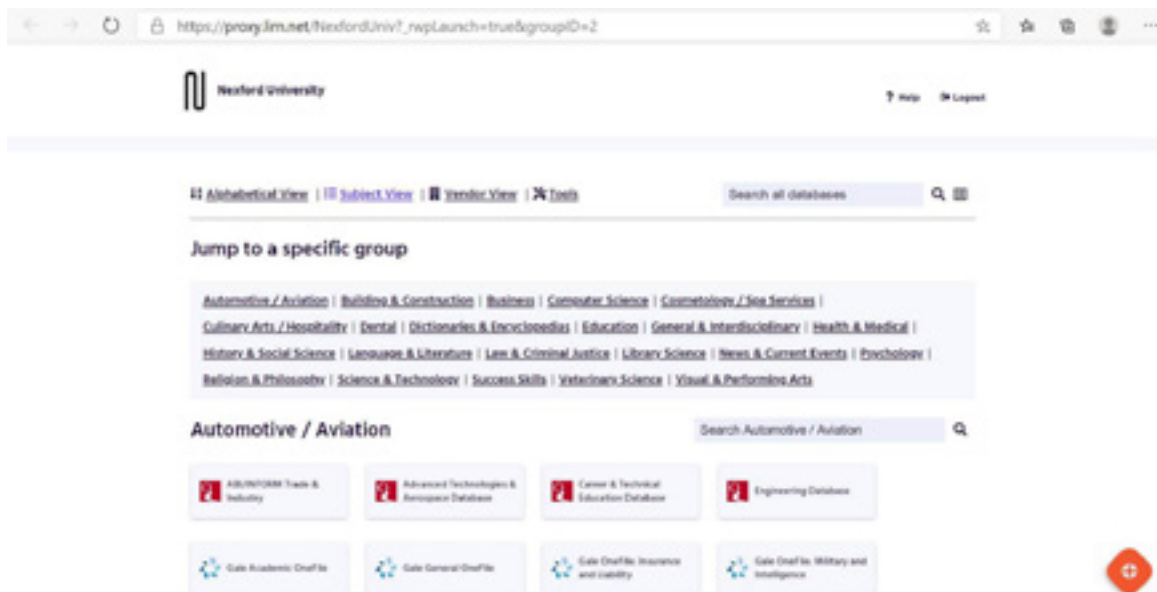 https://proxy.lirn.net/NexfordUniv?_rwpLaunch=true&groupID=2
Nexford University
? Help Logout
Alphabetical View | Subject View | Vendor View | Tools
Search all databases
Jump to a specific group
Automotive / Aviation | Building & Construction | Business | Computer Science | Cosmetology / Spa Services |
Culinary Arts / Hospitality | Dental | Dictionaries & Encyclopedias | Education | General & Interdisciplinary | Health & Medical |
History & Social Science | Language & Literature | Law & Criminal Justice | Library Science | News & Current Events | Psychology |
Religion & Philosophy | Science & Technology | Success Skills | Veterinary Science | Visual & Performing Arts
Automotive / Aviation
Search Automotive / Aviation
ABI/INFORM Trade &
Industry
Advanced Technologies &
Aerospace Database
Career & Technical
Education Database
Engineering Database
Gale Academic OneFile
Gale General OneFile
Gale OneFile: Insurance
and Liability
Gale OneFile: Military and
Intelligence